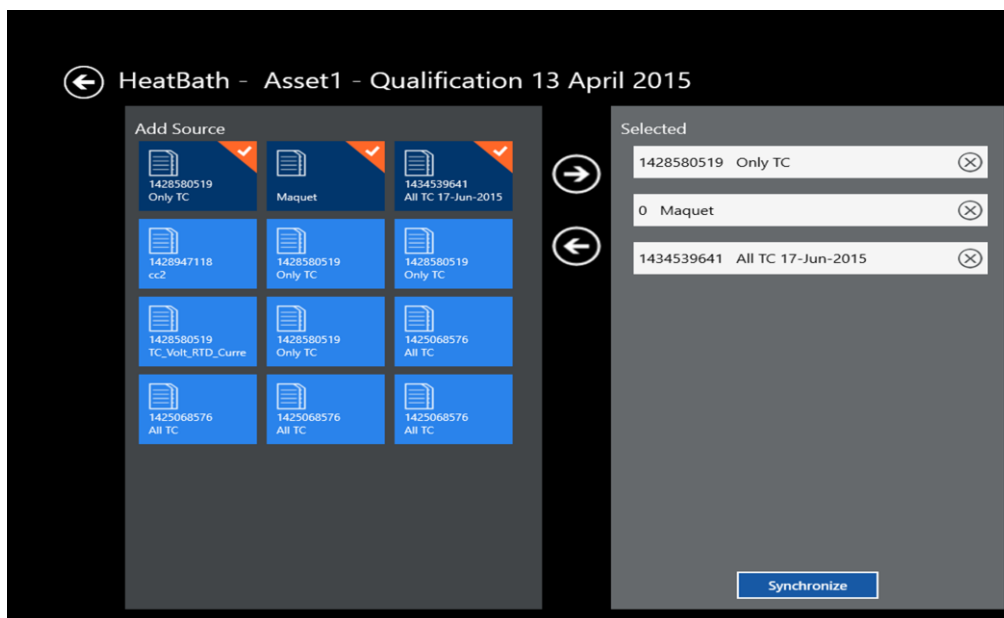 HeatBath - Asset1 - Qualification 13 April 2015
Add Source
1428580519
Only TC
Maquet
1434539641
All TC 17-Jun-2015
1428947118
cc2
1428580519
Only TC
1428580519
Only TC
1428580519
TC_Volt_RTD_Curre
1428580519
Only TC
1425068576
All TC
1425068576
All TC
1425068576
All TC
1425068576
All TC
Selected
1428580519 Only TC
0 Maquet
1434539641 All TC 17-Jun-2015
Synchronize